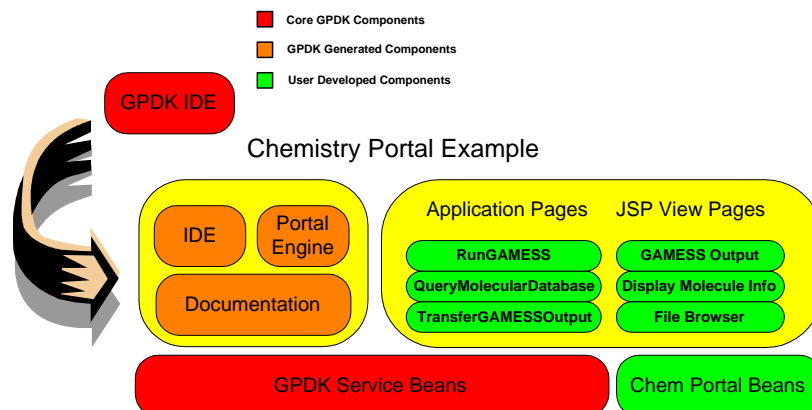 Core GPDK Components
GPDK Generated Components
User Developed Components
GPDK IDE
Chemistry Portal Example
IDE
Portal
Engine
Documentation
Application Pages
JSP View Pages
RunGAMESS
QueryMolecularDatabase
TransferGAMESSOutput
GAMESS Output
Display Molecule Info
File Browser
GPDK Service Beans
Chem Portal Beans